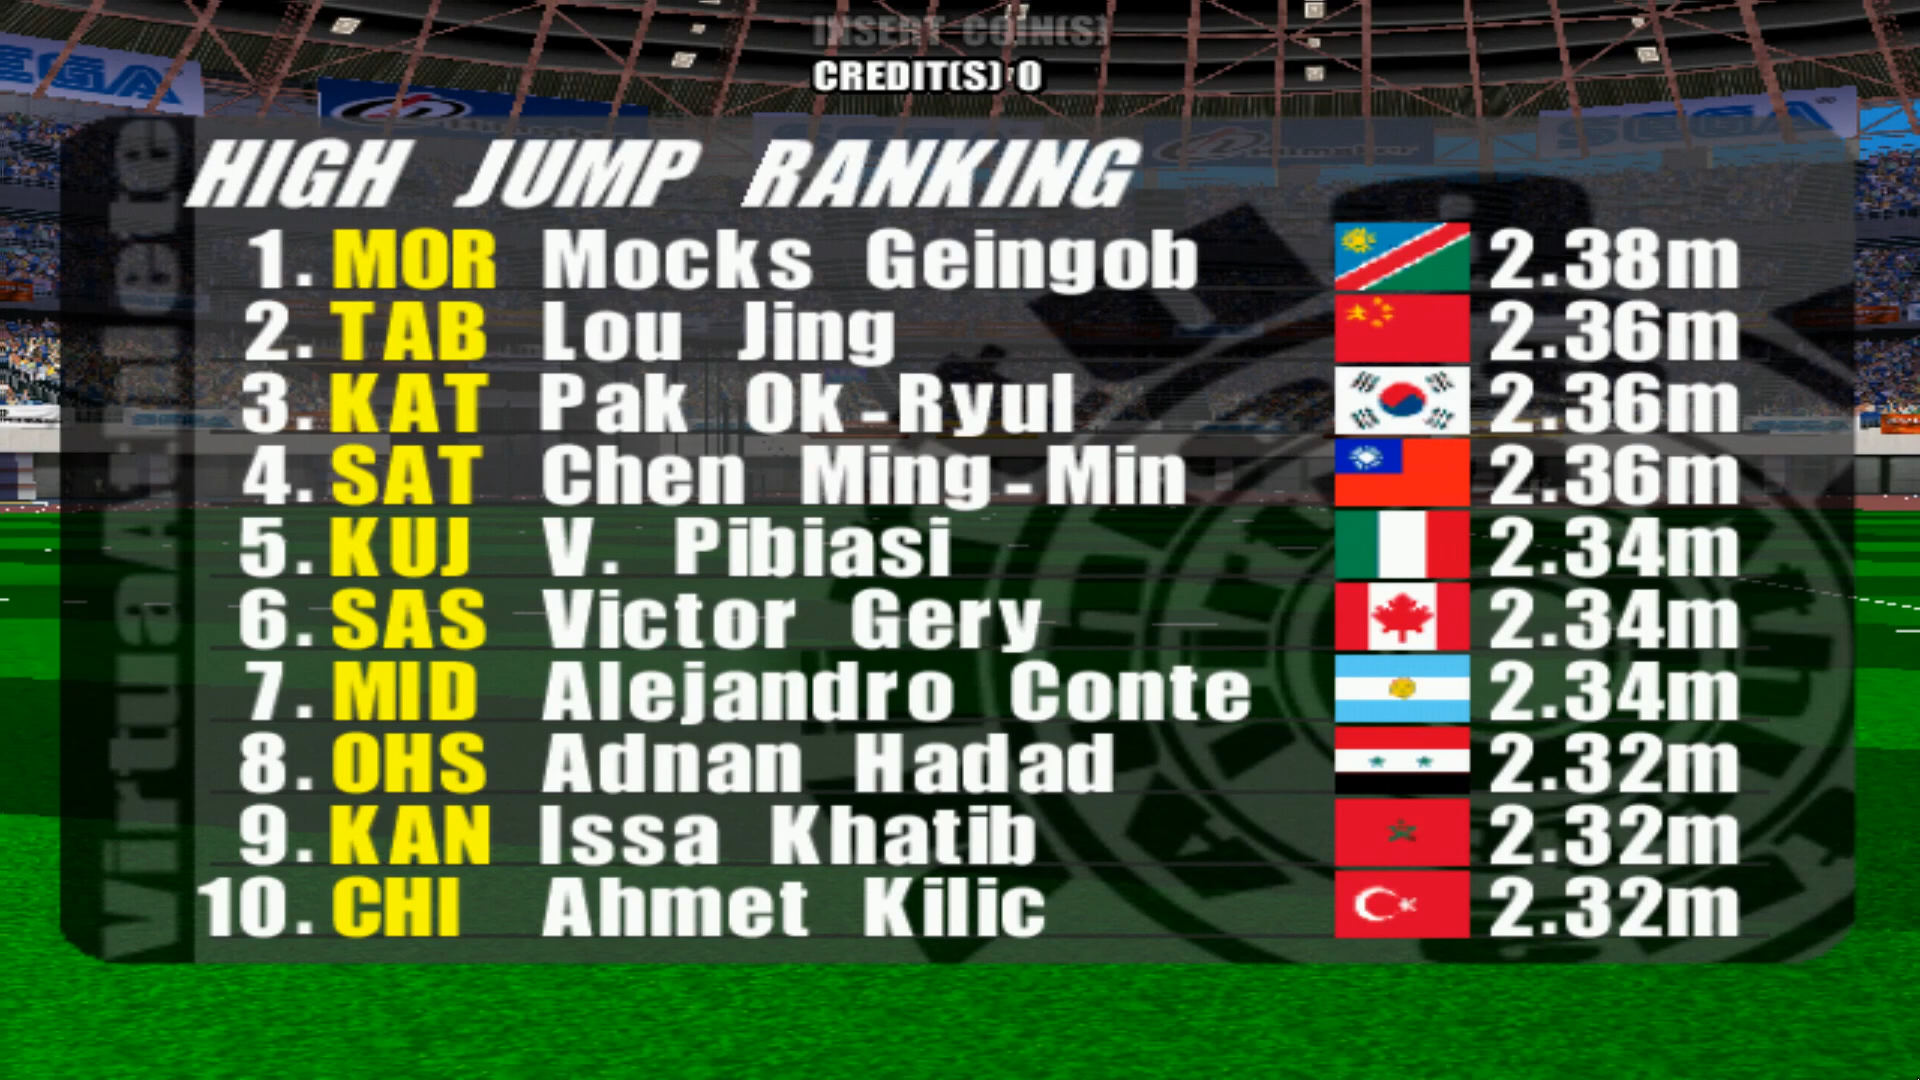 INSERT COIN(S)
CREDIT(S) 0
SEGA
SEGA
HIGH JUMP RANKING
1. MOR Mocks Geingob 2.38m
2. TAB Lou Jing 2.36m
3. KAT Pak Ok-Ryul 2.36m
4. SAT Chen Ming-Min 2.36m
5. KUJ V. Pibiasi 2.34m
6. SAS Victor Gery 2.34m
7. MID Alejandro Conte 2.34m
8. OHS Adnan Hadad 2.32m
9. KAN Issa Khatib 2.32m
10. CHI Ahmet Kilic 2.32m
VirtuaAthlete